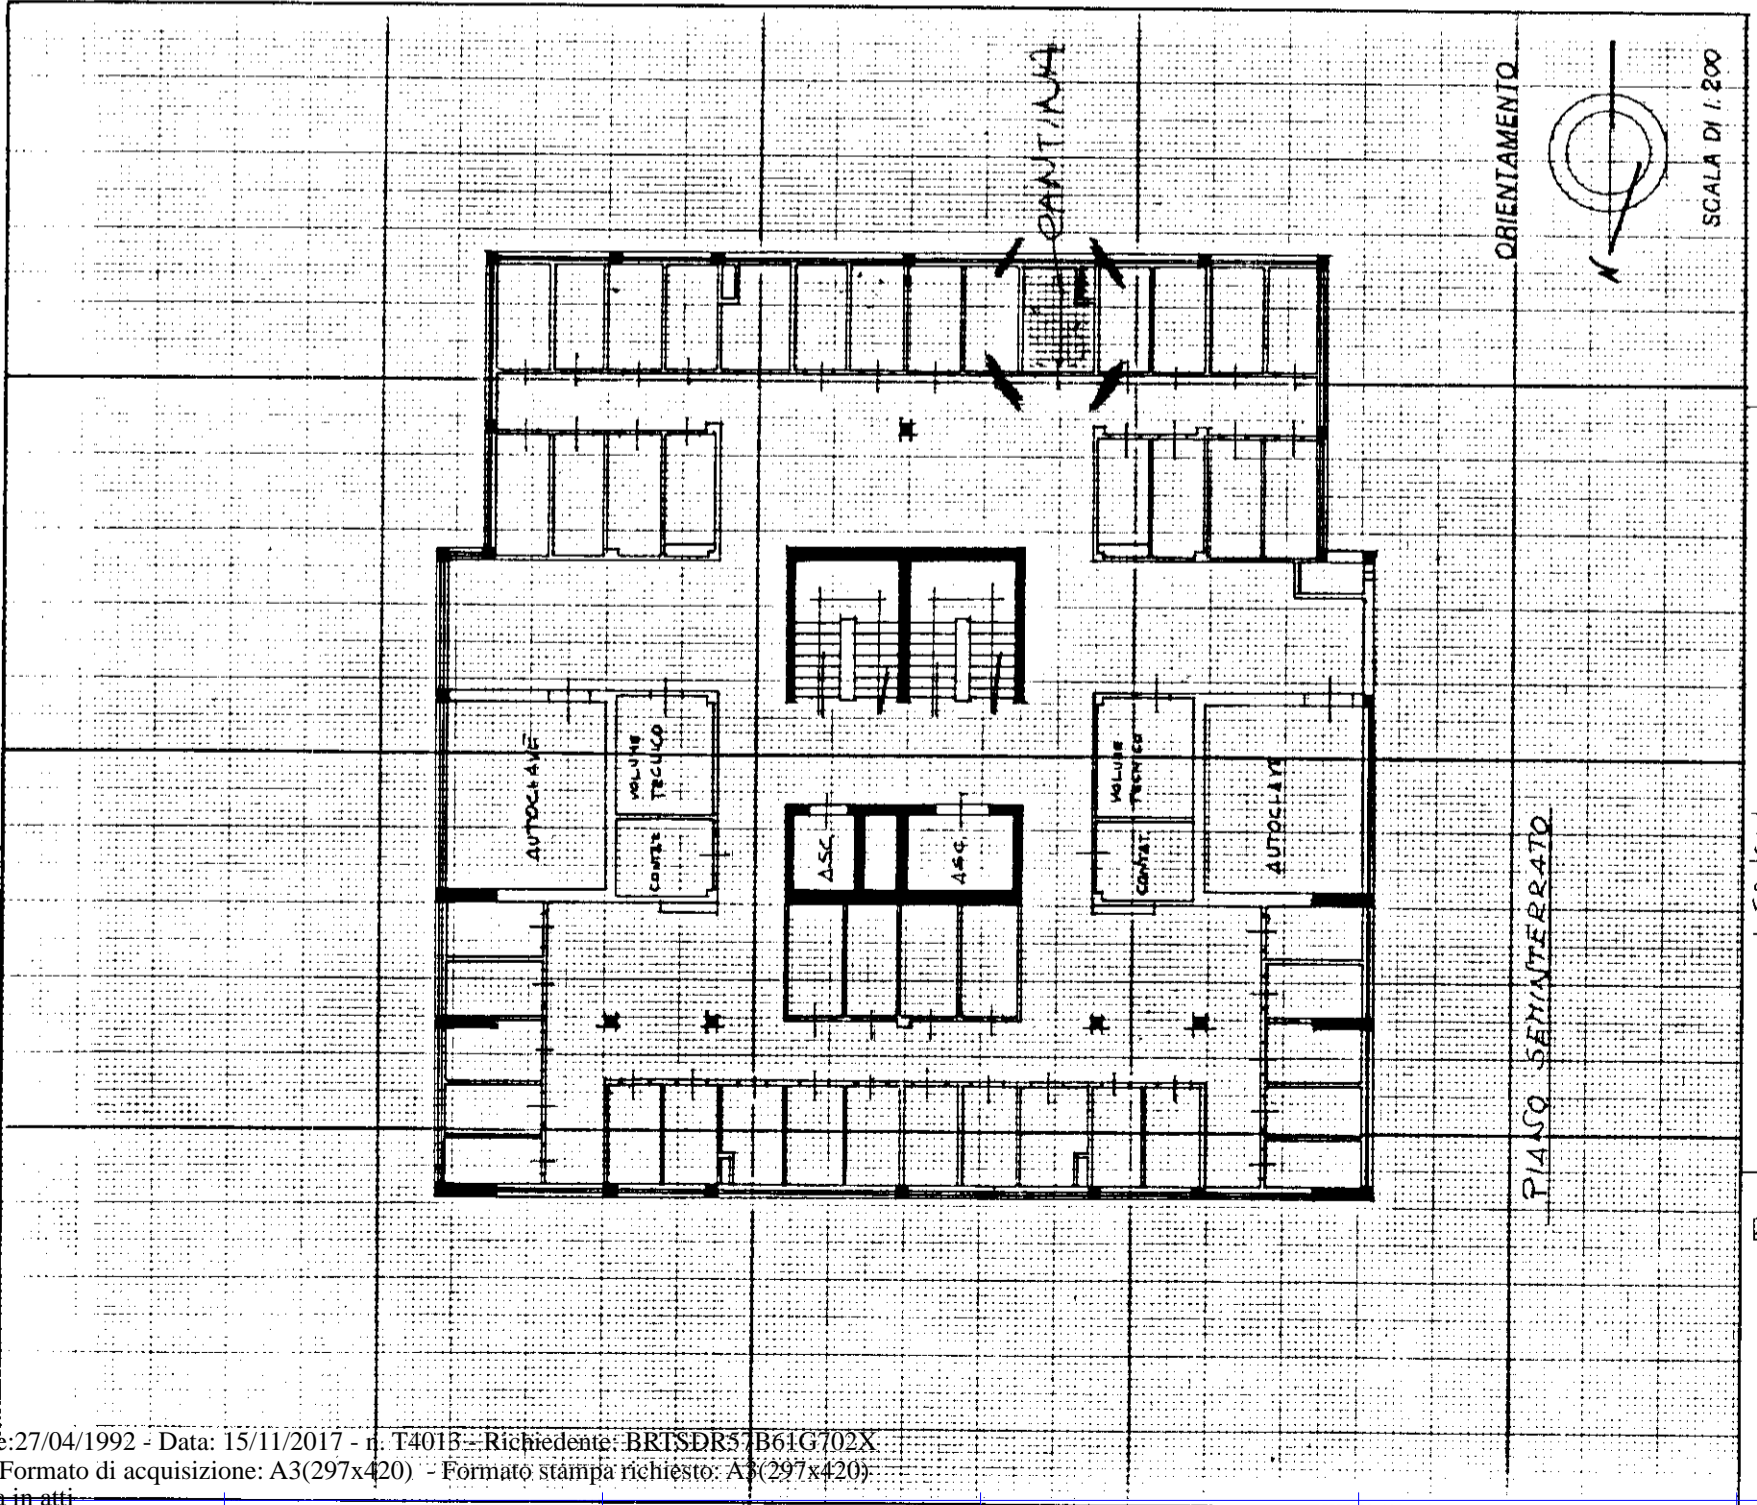 CANTINA
ORIENTAMENTO
N
SCALA DI 1:200
AUTOCLAVE
VOLUME
TECNICO
CONTAT.
ASC.
ASC.
VOLUME
TECNICO
CONTAT.
AUTOCLAVE
PIANO SEMINTERRATO
e:27/04/1992 - Data: 15/11/2017 - n. T4013 - Richiedente: BRTSDR57B61G702X
Formato di acquisizione: A3(297x420) - Formato stampa richiesto: A3(297x420)
in atti